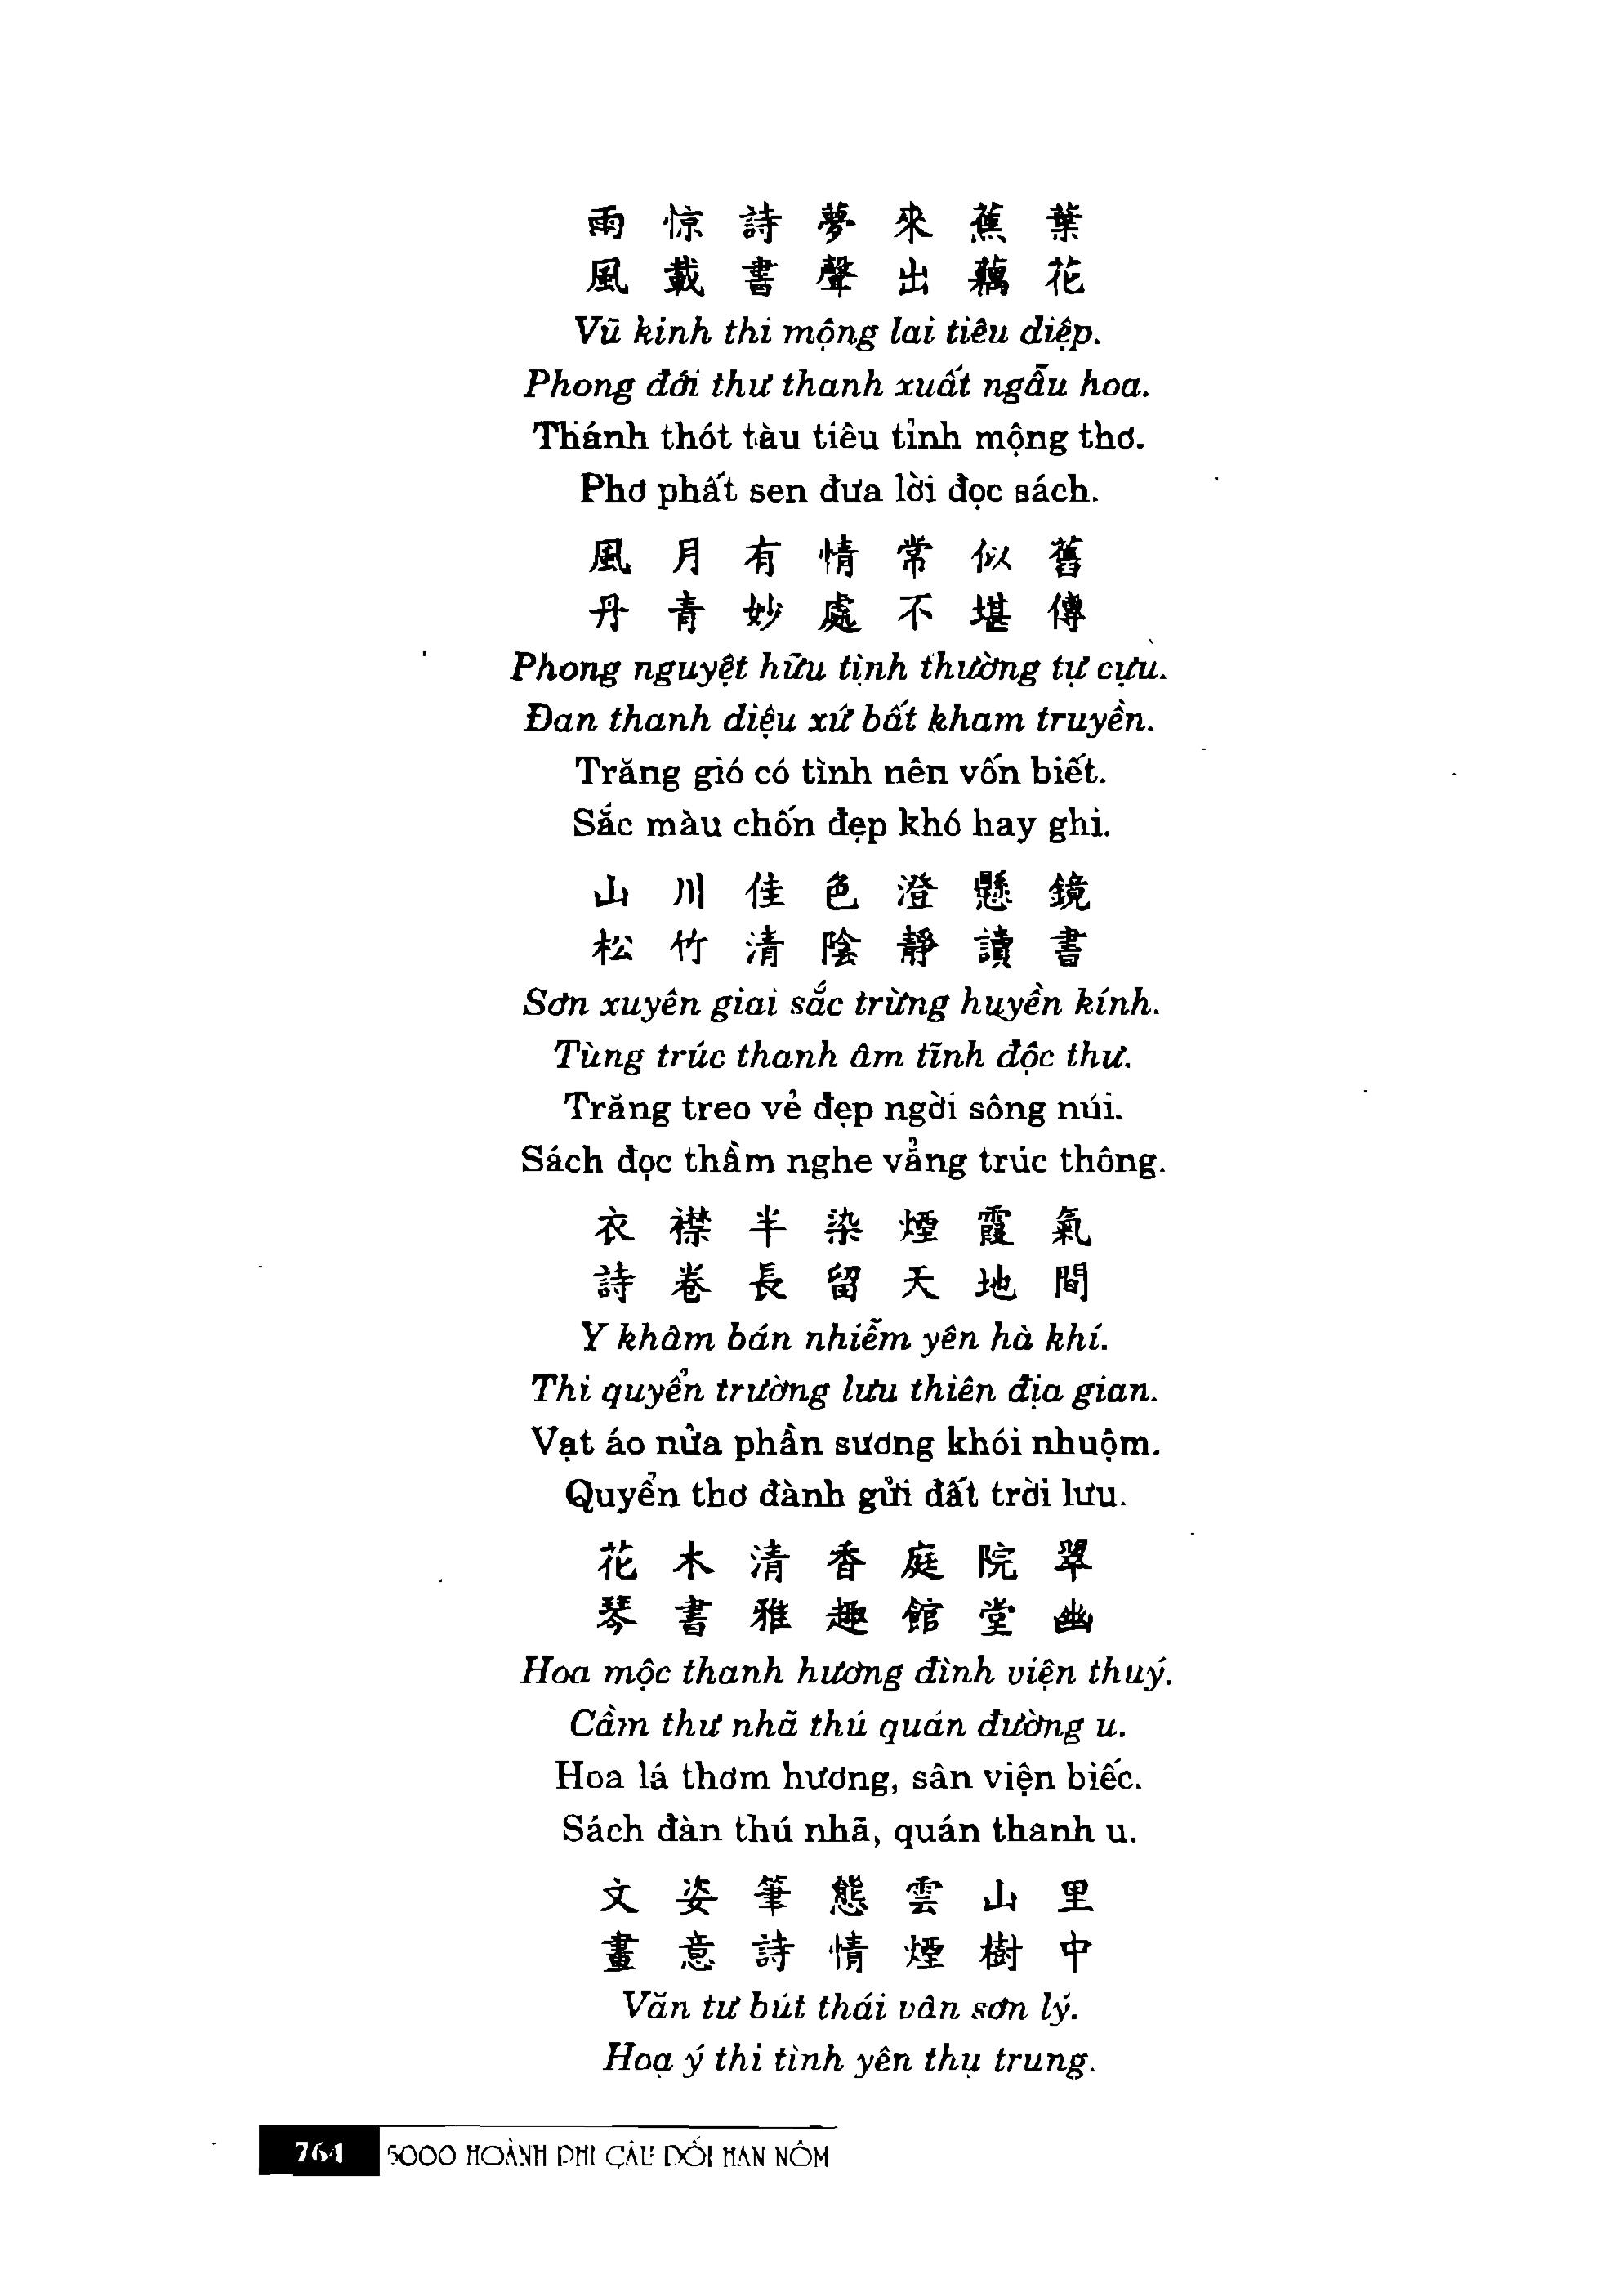 雨惊詩夢來蕉葉
風載書聲出藕花
Vũ kinh thi mộng lai tiêu diệp.
Phong đới thư thanh xuất ngẫu hoa.
Thánh thót tàu tiêu tỉnh mộng thơ.
Phơ phất sen đưa lời đọc sách.
風月有情常似舊
丹青妙處不堪傳
Phong nguyệt hữu tịnh thường tự cựu.
Đan thanh diệu xứ bất kham truyền.
Trăng gió có tình nên vốn biết.
Sắc màu chốn đẹp khó hay ghi.
山川佳色澄懸鏡
松竹清陰靜讀書
Sơn xuyên giai sắc trừng huyền kính.
Tùng trúc thanh âm tĩnh độc thư.
Trăng treo vẻ đẹp ngời sông núi.
Sách đọc thầm nghe vẳng trúc thông.
衣襟半染煙霞氣
詩卷長留天地間
Y khâm bán nhiễm yên hà khí.
Thi quyển trường lưu thiên địa gian.
Vạt áo nửa phần sương khói nhuộm.
Quyển thơ đành gửi đất trời lưu.
花木清香庭院翠
琴書雅趣館堂幽
Hoa mộc thanh hương đình viện thuý.
Cầm thư nhã thú quán đường u.
Hoa lá thơm hương, sân viện biếc.
Sách đàn thú nhã, quán thanh u.
文姿筆態雲山里
畫意詩情煙樹中
Văn tư bút thái vân sơn lý.
Hoạ ý thi tình yên thụ trung.
764 5000 HOÀNH PHI CÂU ĐỐI HÁN NÔM